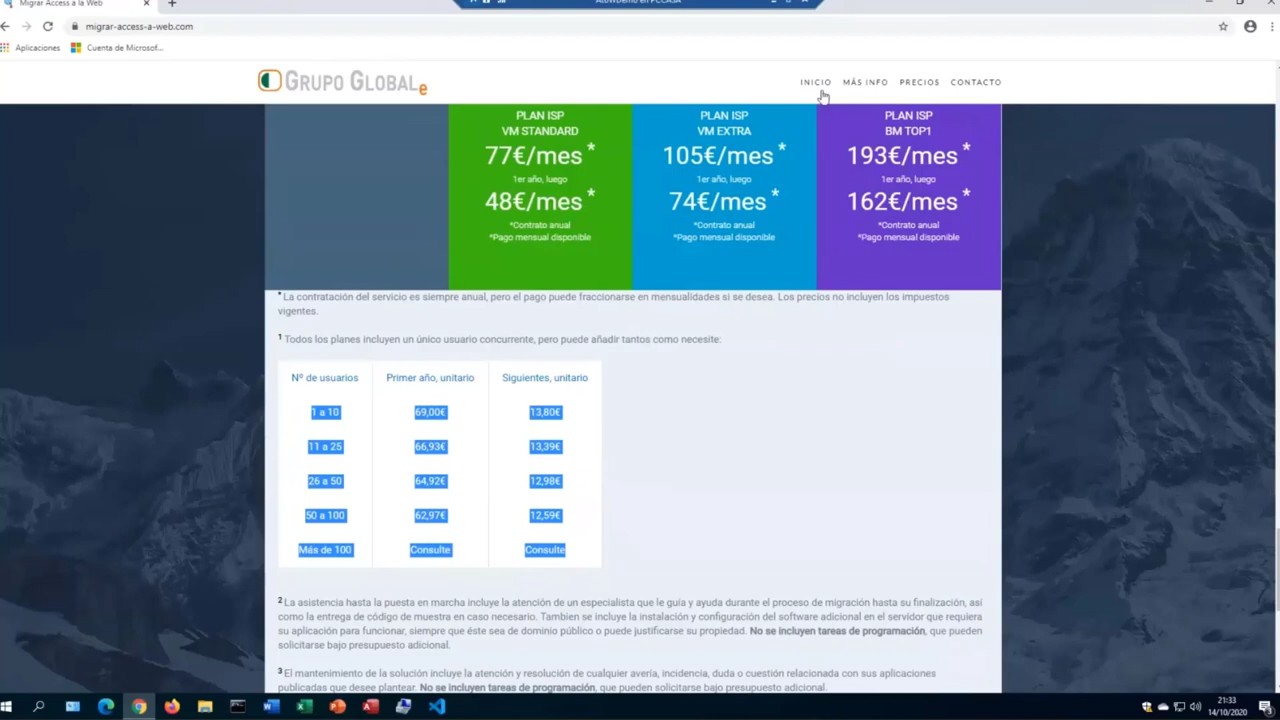 Migrar Access a la Web
AccwDemo en PCCASA
migrar-access-a-web.com
Aplicaciones
Cuenta de Microsof...
GRUPO GLOBALe
INICIO
MÁS INFO
PRECIOS
CONTACTO
PLAN ISP
VM STANDARD
77€/mes *
1er año, luego
48€/mes *
*Contrato anual
*Pago mensual disponible
PLAN ISP
VM EXTRA
105€/mes *
1er año, luego
74€/mes *
*Contrato anual
*Pago mensual disponible
PLAN ISP
BM TOP1
193€/mes *
1er año, luego
162€/mes *
*Contrato anual
*Pago mensual disponible
* La contratación del servicio es siempre anual, pero el pago puede fraccionarse en mensualidades si se desea. Los precios no incluyen los impuestos
vigentes.
1 Todos los planes incluyen un único usuario concurrente, pero puede añadir tantos como necesite:
Nº de usuarios Primer año, unitario Siguientes, unitario
1 a 10 69,00€ 13,80€
11 a 25 66,93€ 13,39€
26 a 50 64,92€ 12,98€
50 a 100 62,97€ 12,59€
Más de 100 Consulte Consulte
2 La asistencia hasta la puesta en marcha incluye la atención de un especialista que le guía y ayuda durante el proceso de migración hasta su finalización, así
como la entrega de código de muestra en caso necesario. Tambien se incluye la instalación y configuración del software adicional en el servidor que requiera
su aplicación para funcionar, siempre que éste sea de dominio público o puede justificarse su propiedad. No se incluyen tareas de programación, que pueden
solicitarse bajo presupuesto adicional.
3 El mantenimiento de la solución incluye la atención y resolución de cualquier avería, incidencia, duda o cuestión relacionada con sus aplicaciones
publicadas que desee plantear. No se incluyen tareas de programación, que pueden solicitarse bajo presupuesto adicional.
21:33
14/10/2020